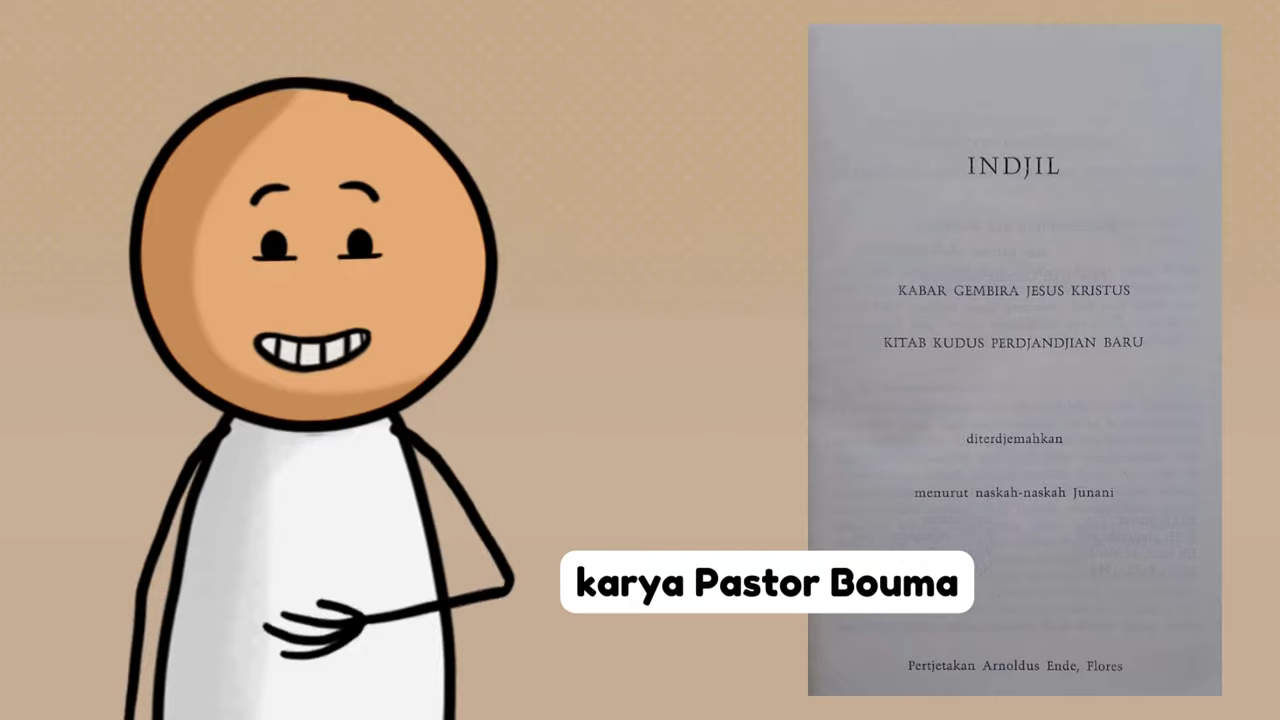 INDJIL
KABAR GEMBIRA JESUS KRISTUS
KITAB KUDUS PERDJANDJIAN BARU
diterdjemahkan
menurut naskah-naskah Junani
karya Pastor Bouma
Pertjetakan Arnoldus Ende, Flores